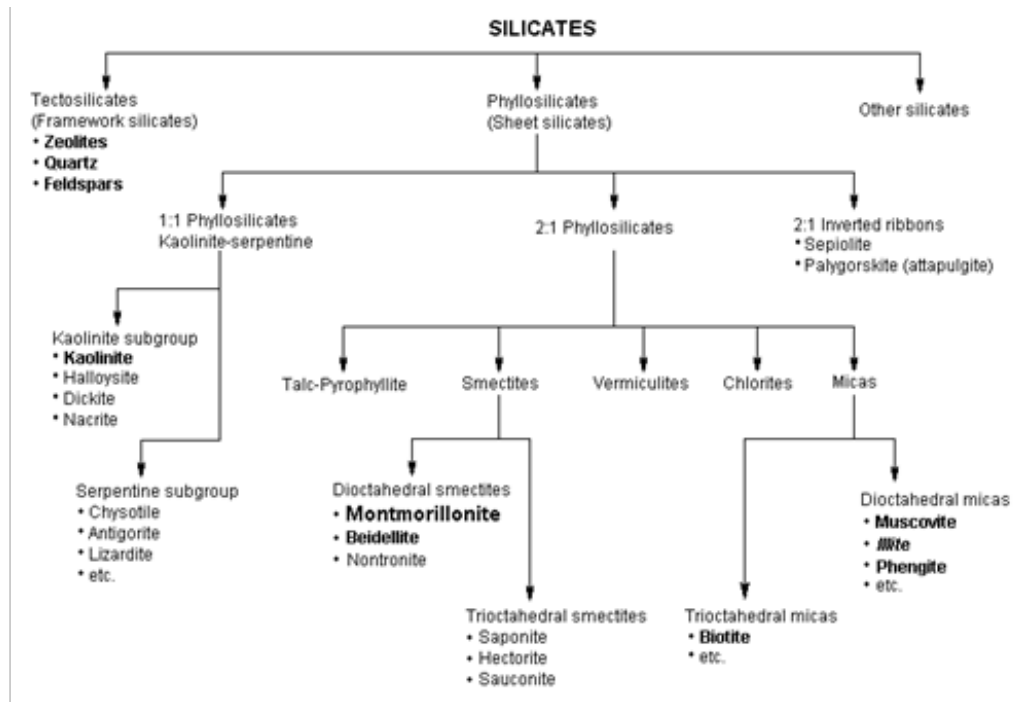 SILICATES
Tectosilicates
(Framework silicates)
• Zeolites
• Quartz
• Feldspars
Phyllosilicates
(Sheet silicates)
Other silicates
1:1 Phyllosilicates
Kaolinite-serpentine
2:1 Phyllosilicates
2:1 Inverted ribbons
• Sepiolite
• Palygorskite (attapulgite)
Kaolinite subgroup
• Kaolinite
• Halloysite
• Dickite
• Nacrite
Talc-Pyrophyllite
Smectites
Vermiculites
Chlorites
Micas
Serpentine subgroup
• Chysotile
• Antigorite
• Lizardite
• etc.
Dioctahedral smectites
• Montmorillonite
• Beidellite
• Nontronite
Dioctahedral micas
• Muscovite
• Illite
• Phengite
• etc.
Trioctahedral smectites
• Saponite
• Hectorite
• Sauconite
Trioctahedral micas
• Biotite
• etc.